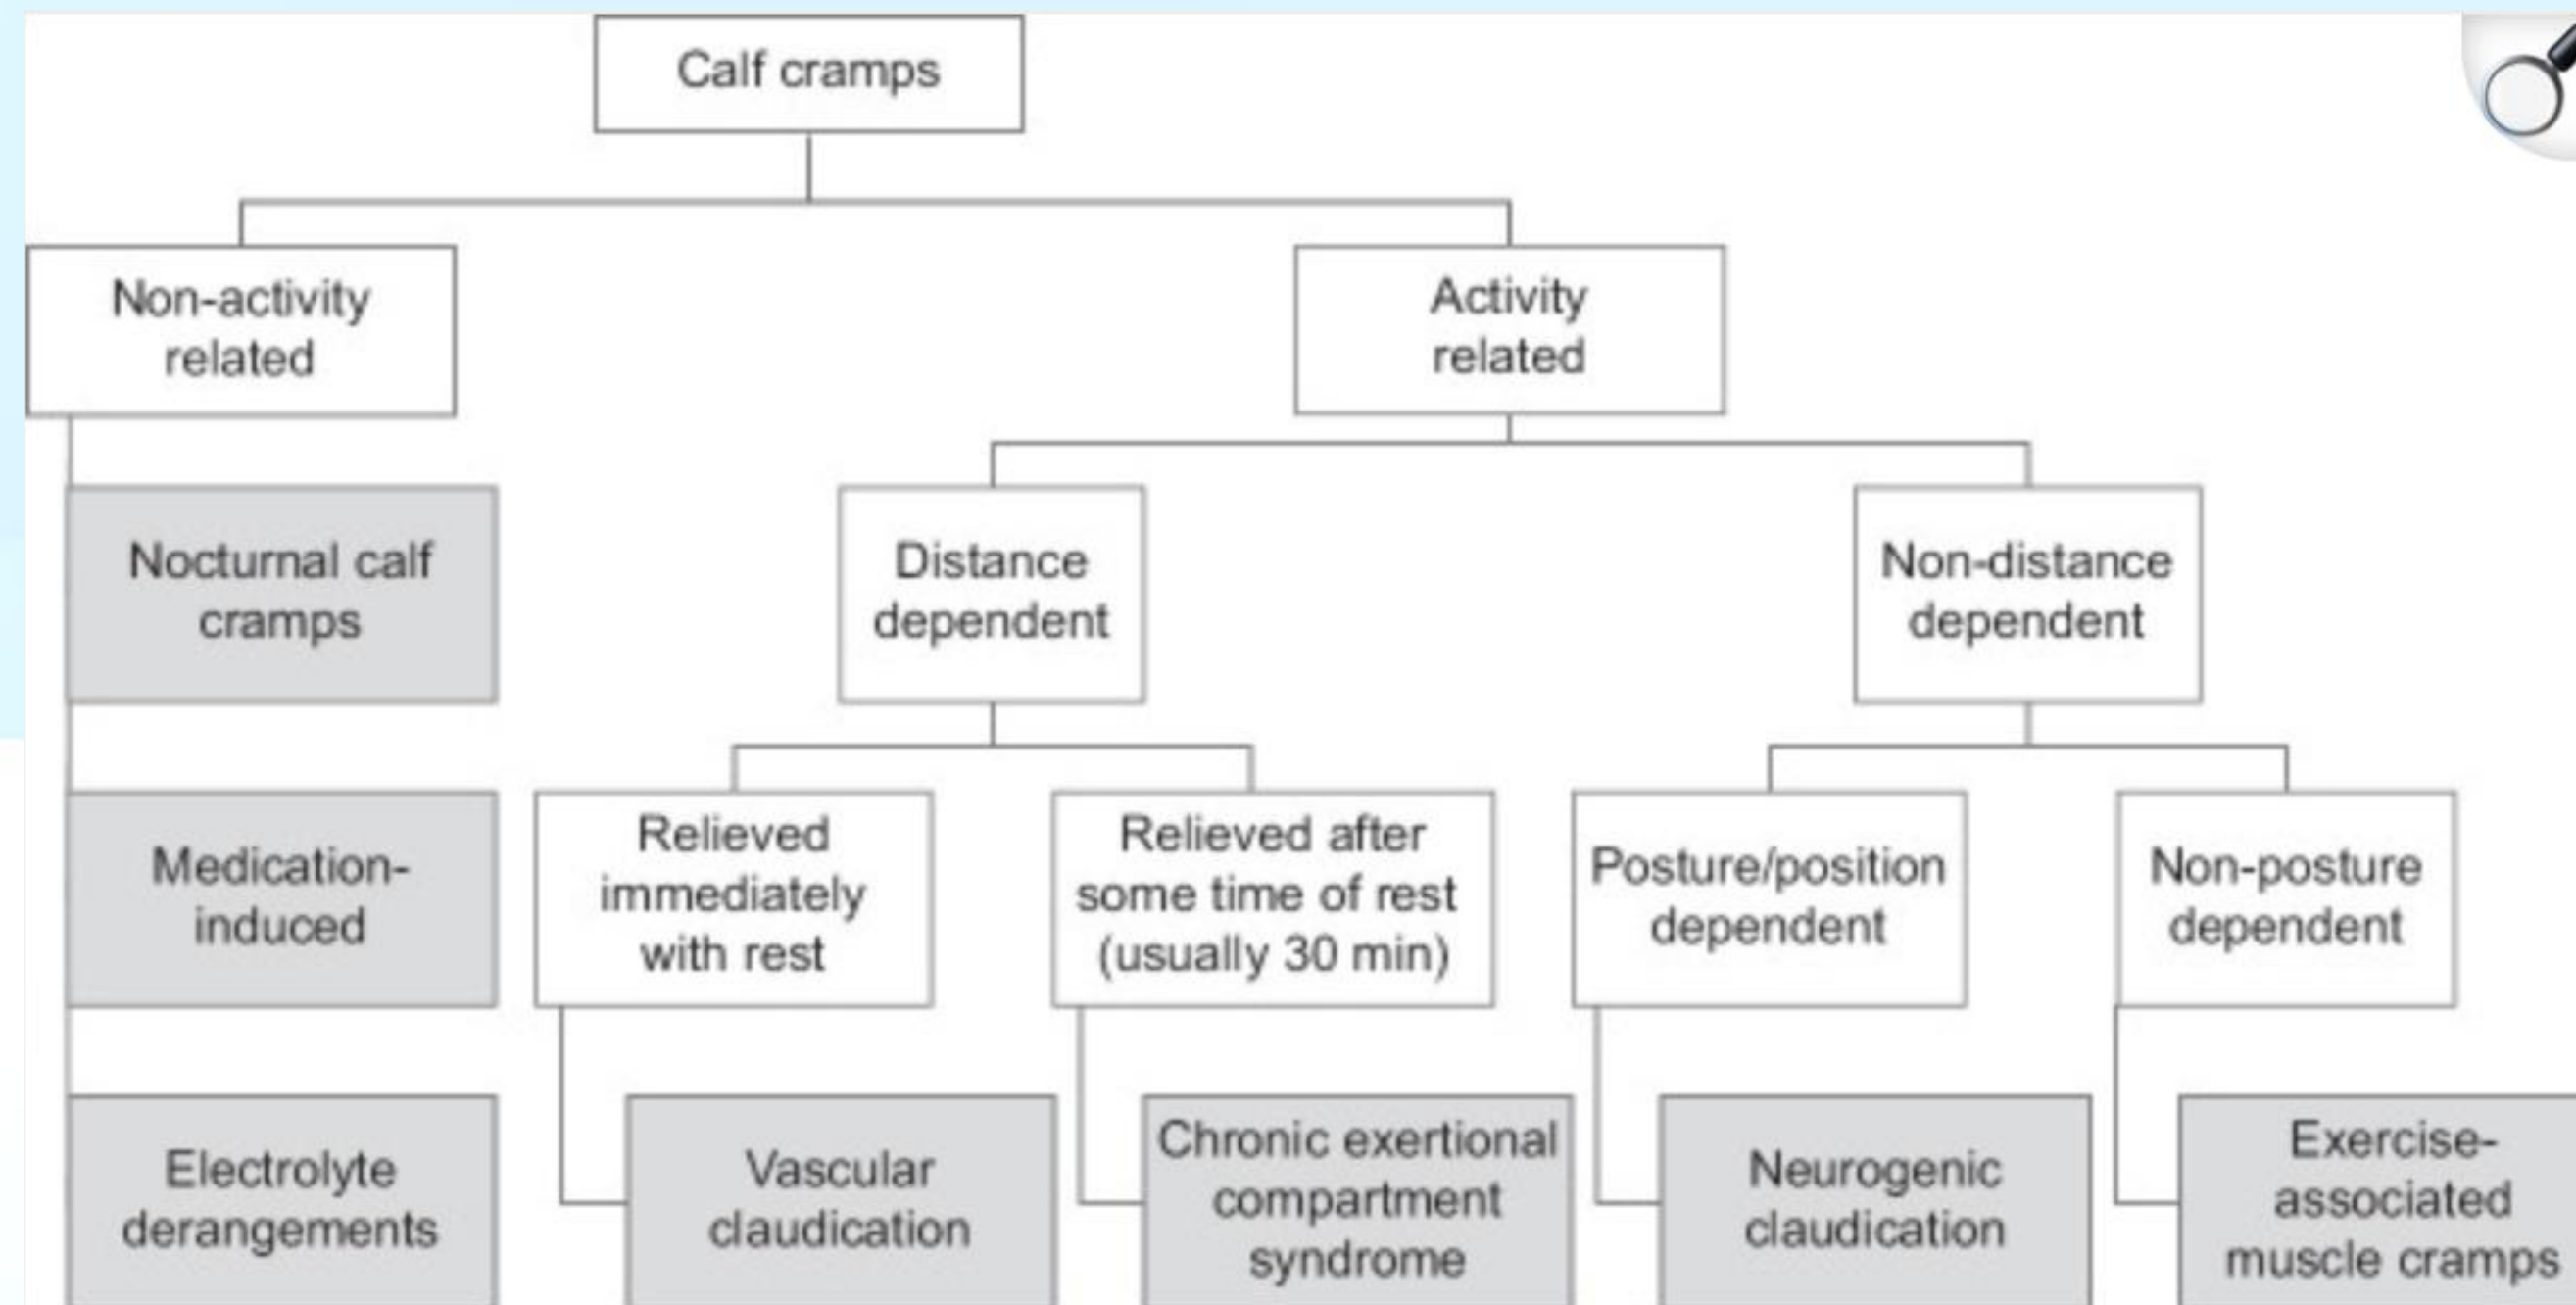 Calf cramps
Non-activity
related
Activity
related
Nocturnal calf
cramps
Distance
dependent
Non-distance
dependent
Medication-
induced
Relieved
immediately
with rest
Relieved after
some time of rest
(usually 30 min)
Posture/position
dependent
Non-posture
dependent
Electrolyte
derangements
Vascular
claudication
Chronic exertional
compartment
syndrome
Neurogenic
claudication
Exercise-
associated
muscle cramps